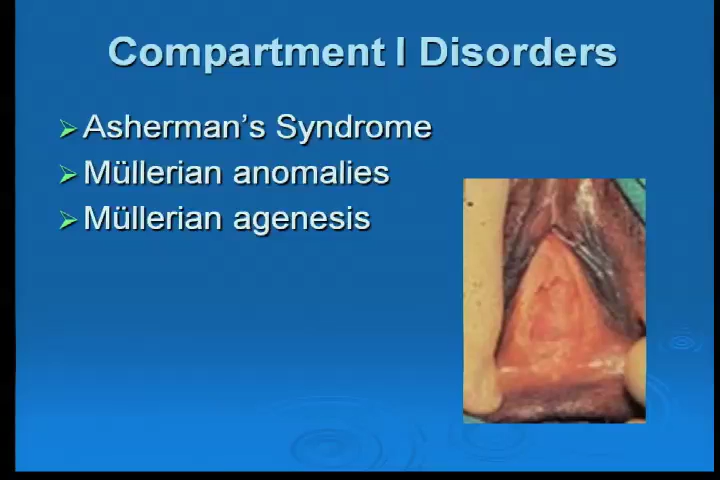 Compartment I Disorders
Asherman's Syndrome
Müllerian anomalies
Müllerian agenesis